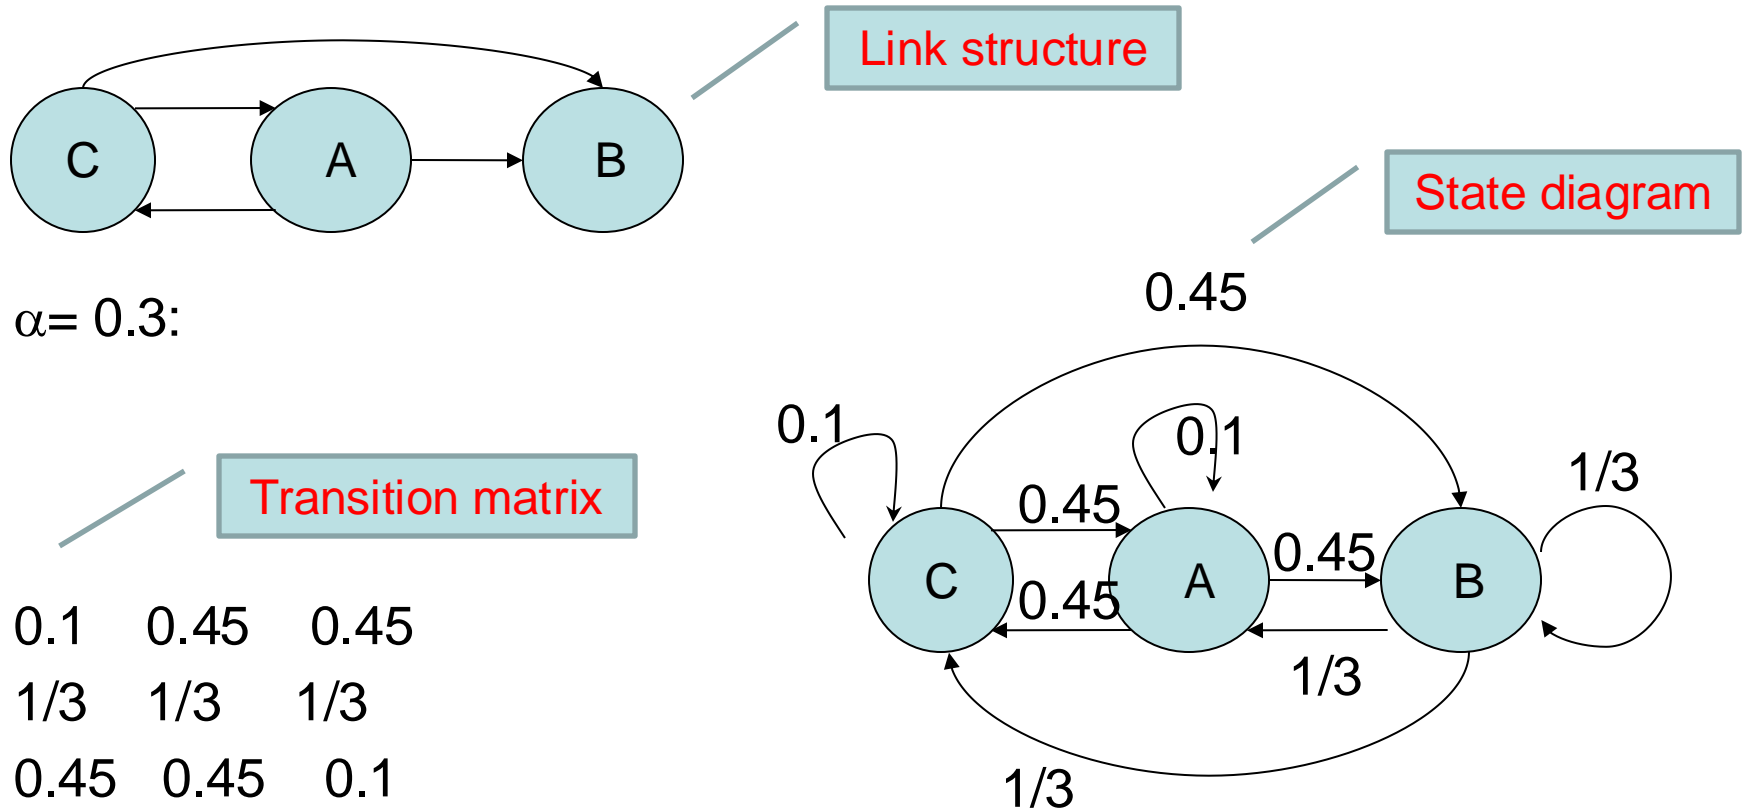 Link structure
C A B
State diagram
α= 0.3:
0.45
0.1 0.1
1/3
Transition matrix
0.45
0.45
C A B
0.45
0.1 0.45 0.45
1/3
1/3 1/3 1/3
0.45 0.45 0.1
1/3